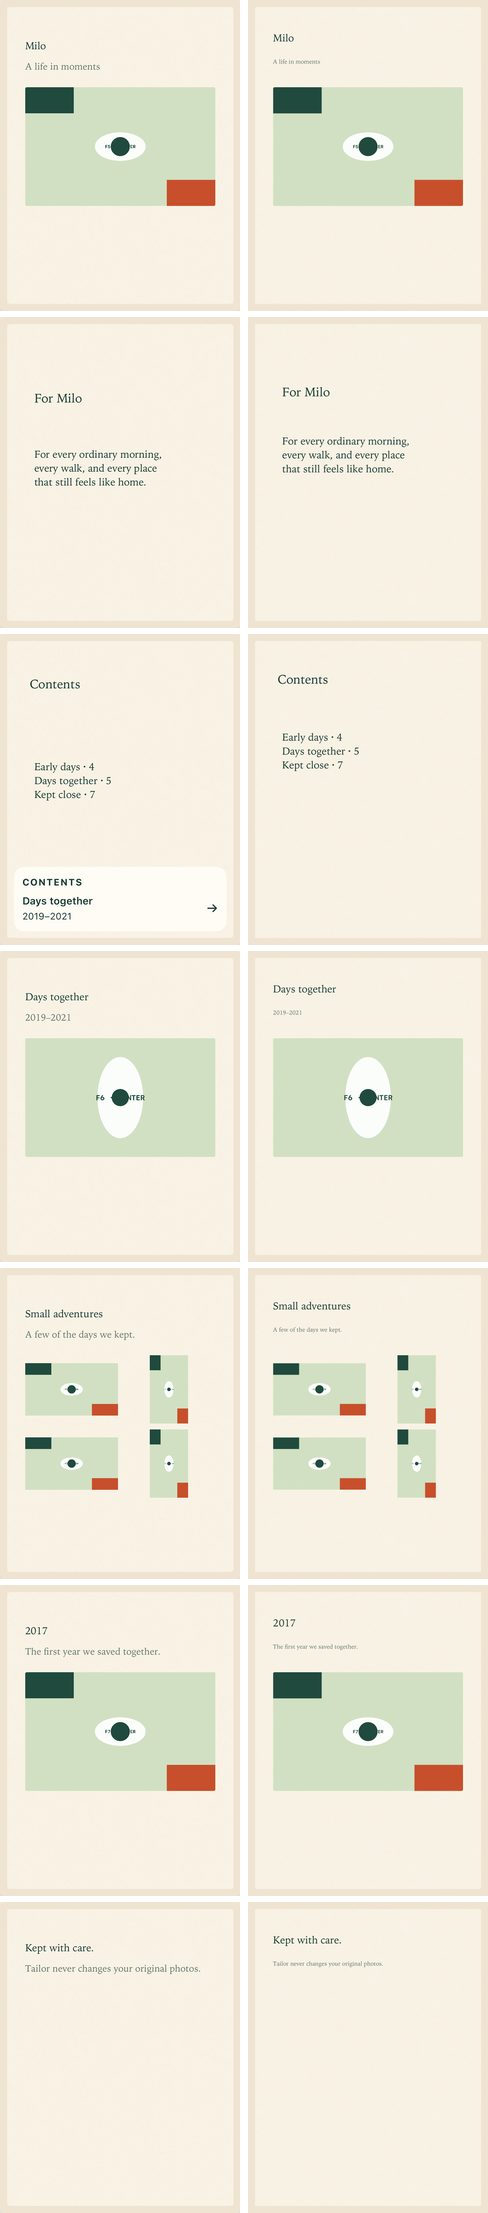 Milo
A life in moments
Milo
A life in moments
For Milo
For every ordinary morning,
every walk, and every place
that still feels like home.
For Milo
For every ordinary morning,
every walk, and every place
that still feels like home.
Contents
Early days · 4
Days together · 5
Kept close · 7
CONTENTS
Days together
2019–2021
→
Contents
Early days · 4
Days together · 5
Kept close · 7
Days together
2019–2021
F6
Days together
2019–2021
F6
Small adventures
A few of the days we kept.
Small adventures
A few of the days we kept.
2017
The first year we saved together.
2017
The first year we saved together.
Kept with care.
Tailor never changes your original photos.
Kept with care.
Tailor never changes your original photos.